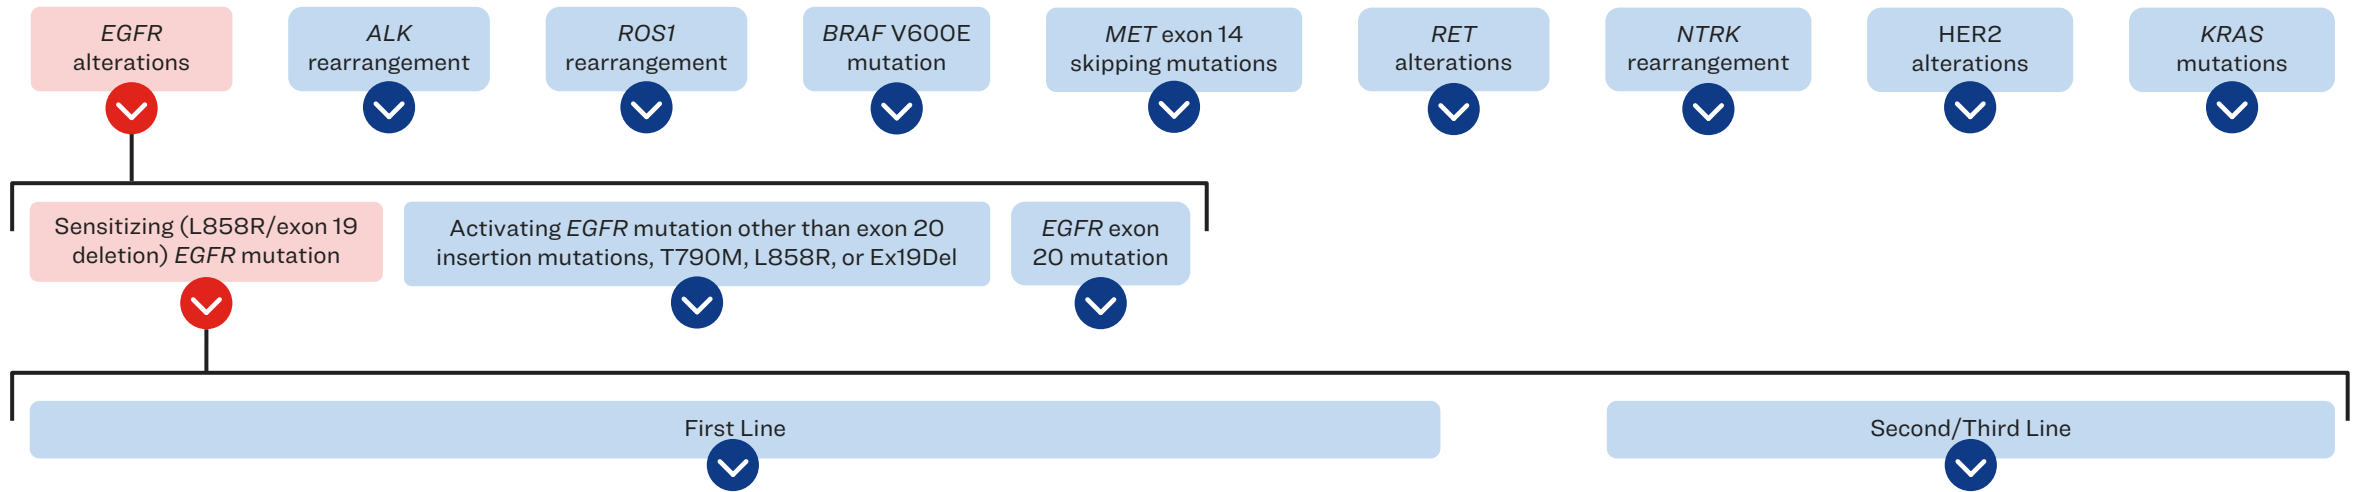 EGFR
alterations
ALK
rearrangement
ROS1
rearrangement
BRAF V600E
mutation
MET exon 14
skipping mutations
RET
alterations
NTRK
rearrangement
HER2
alterations
KRAS
mutations
Sensitizing (L858R/exon 19
deletion) EGFR mutation
Activating EGFR mutation other than exon 20
insertion mutations, T790M, L858R, or Ex19Del
EGFR exon
20 mutation
First Line
Second/Third Line